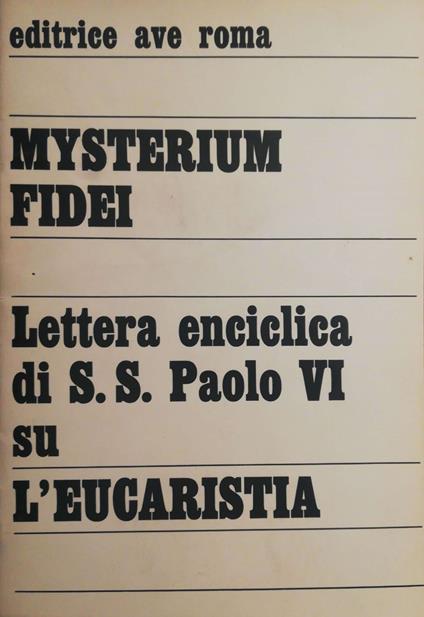 editrice ave roma
MYSTERIUM
FIDEI
Lettera enciclica
di S. S. Paolo VI
su
L'EUCARISTIA